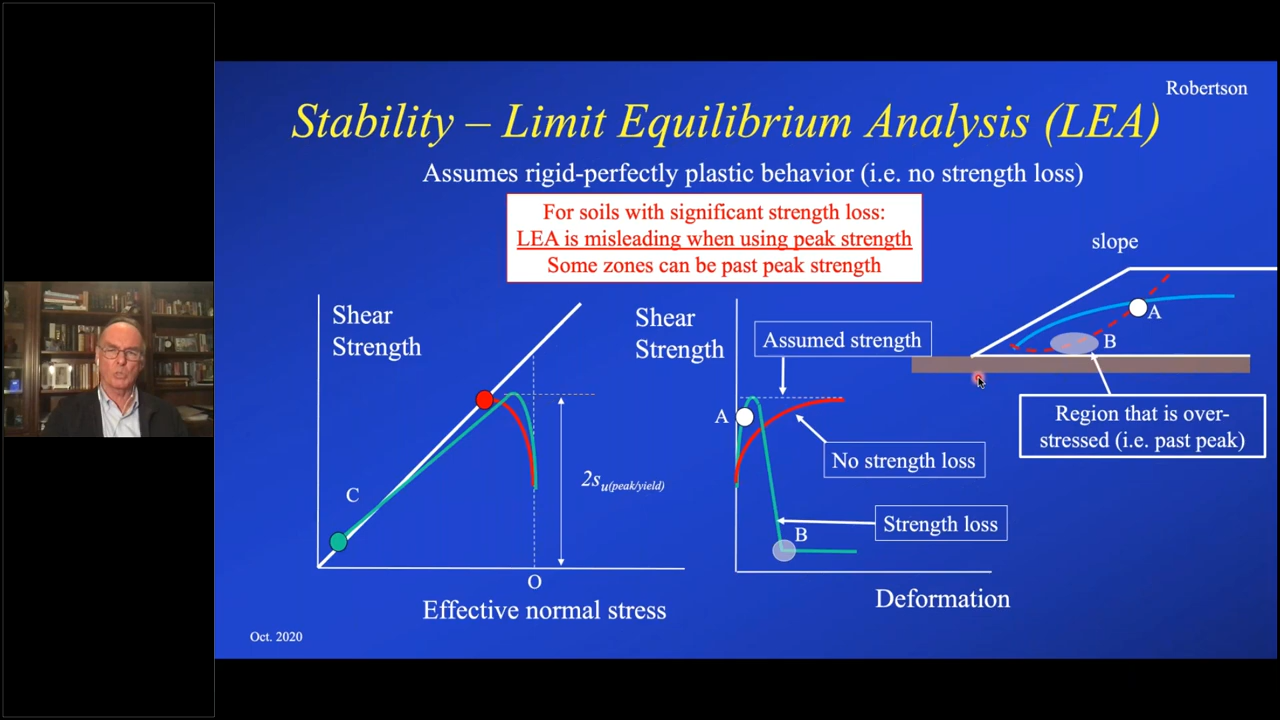 Robertson
Stability – Limit Equilibrium Analysis (LEA)
Assumes rigid-perfectly plastic behavior (i.e. no strength loss)
For soils with significant strength loss:
LEA is misleading when using peak strength
Some zones can be past peak strength
Shear
Strength
C
2su(peak/yield)
O
Effective normal stress
Shear
Strength
Assumed strength
A
No strength loss
Strength loss
B
Deformation
slope
A
B
Region that is over-
stressed (i.e. past peak)
Oct. 2020